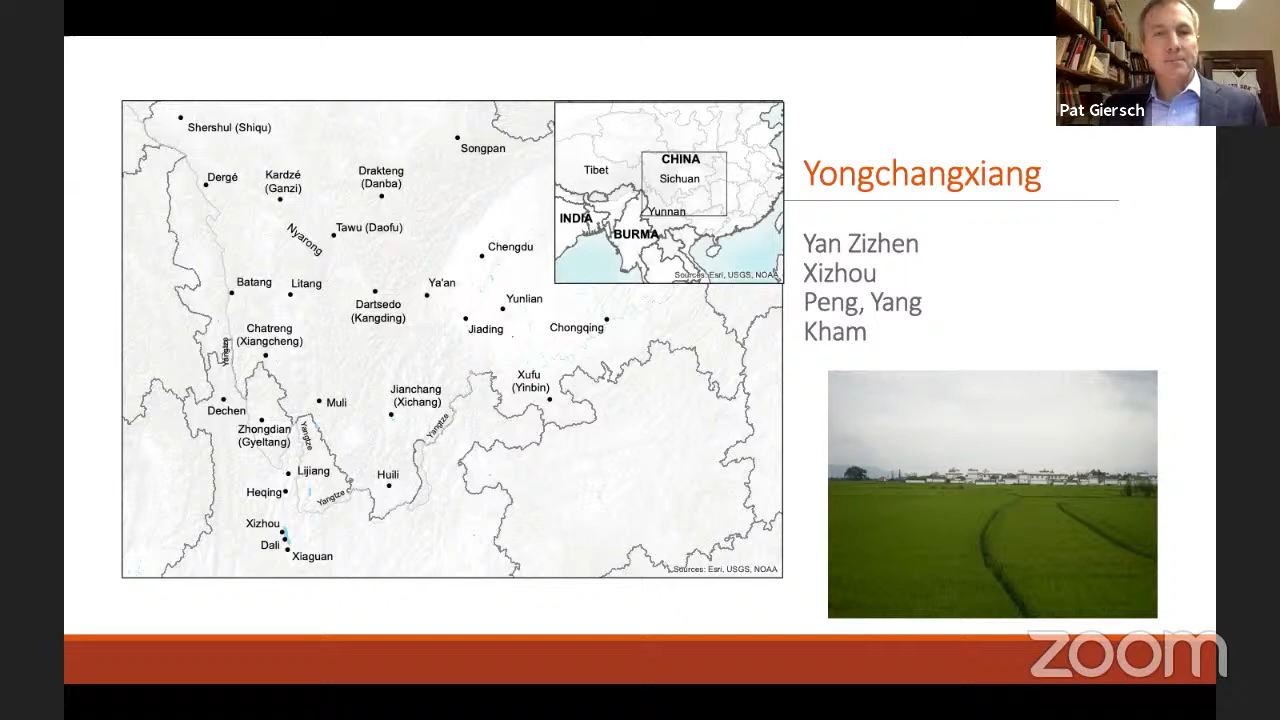 Pat Giersch
Yongchangxiang
Yan Zizhen
Xizhou
Peng, Yang
Kham
Shershul (Shiqu)
Songpan
Dergé
Kardzé
(Ganzi)
Drakteng
(Danba)
Nyarong
Tawu (Daofu)
Chengdu
Batang
Litang
Dartsedo
(Kangding)
Ya'an
Yunlian
Jiading
Chongqing
Chatreng
(Xiangcheng)
Yangtze
Xufu
(Yinbin)
Dechen
Muli
Jianchang
(Xichang)
Zhongdian
(Gyeltang)
Yangtze
Yangtze
Lijiang
Huili
Heqing
Yangtze
Xizhou
Dali
Xiaguan
Sources: Esri, USGS, NOAA
CHINA
Tibet
Sichuan
Yunnan
INDIA
BURMA
Sources: Esri, USGS, NOAA
zoom